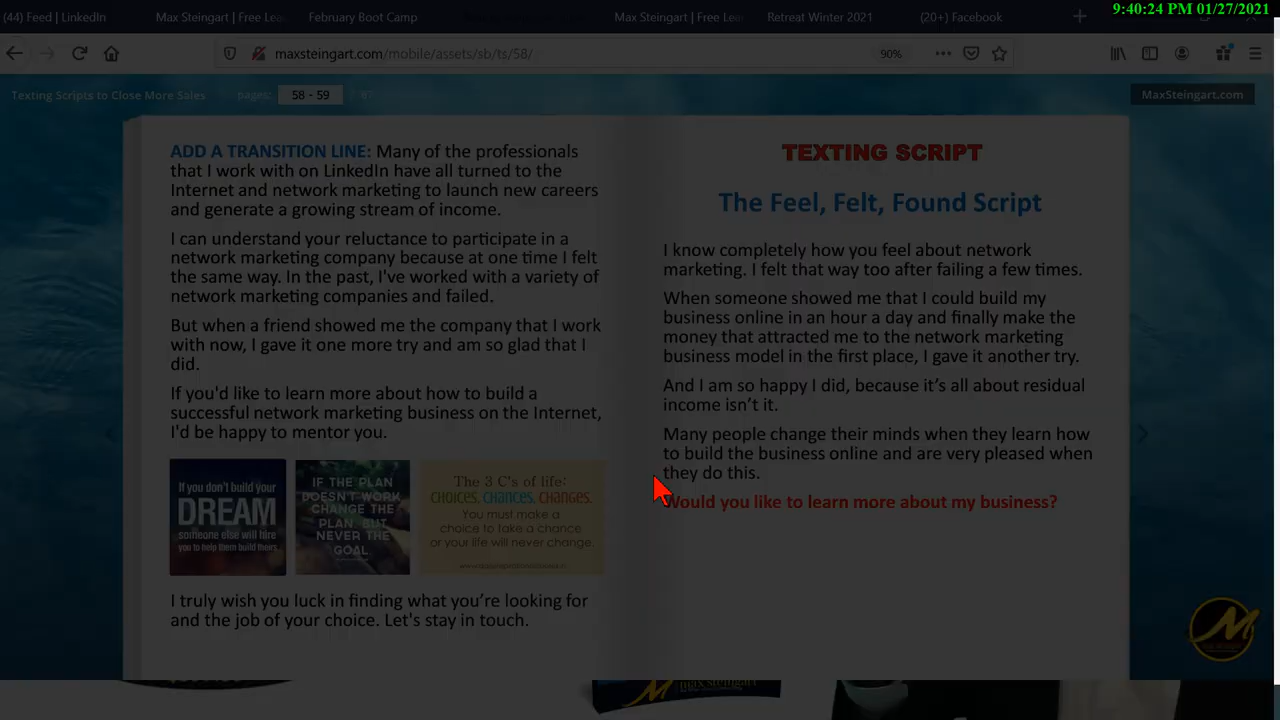 9:40:24 PM 01/27/2021
(44) Feed | LinkedIn
Max Steingart | Free Lea
February Boot Camp
Max Steingart | Free Lea
Retreat Winter 2021
(20+) Facebook
maxsteingart.com/mobile/assets/sb/ts/58/
90%
Texting Scripts to Close More Sales
pages:
58 - 59
/ 87
MaxSteingart.com
ADD A TRANSITION LINE: Many of the professionals
that I work with on LinkedIn have all turned to the
Internet and network marketing to launch new careers
and generate a growing stream of income.
I can understand your reluctance to participate in a
network marketing company because at one time I felt
the same way. In the past, I've worked with a variety of
network marketing companies and failed.
But when a friend showed me the company that I work
with now, I gave it one more try and am so glad that I
did.
If you'd like to learn more about how to build a
successful network marketing business on the Internet,
I'd be happy to mentor you.
If you don't build your
DREAM
someone else will hire
you to help them build theirs
IF THE PLAN
DOESN'T WORK
CHANGE THE
PLAN, BUT
NEVER THE
GOAL.
The 3 C's of life:
CHOICES, CHANCES, CHANGES.
You must make a
choice to take a chance
or your life will never change.
I truly wish you luck in finding what you're looking for
and the job of your choice. Let's stay in touch.
TEXTING SCRIPT
The Feel, Felt, Found Script
I know completely how you feel about network
marketing. I felt that way too after failing a few times.
When someone showed me that I could build my
business online in an hour a day and finally make the
money that attracted me to the network marketing
business model in the first place, I gave it another try.
And I am so happy I did, because it's all about residual
income isn't it.
Many people change their minds when they learn how
to build the business online and are very pleased when
they do this.
Would you like to learn more about my business?
M
max steingart